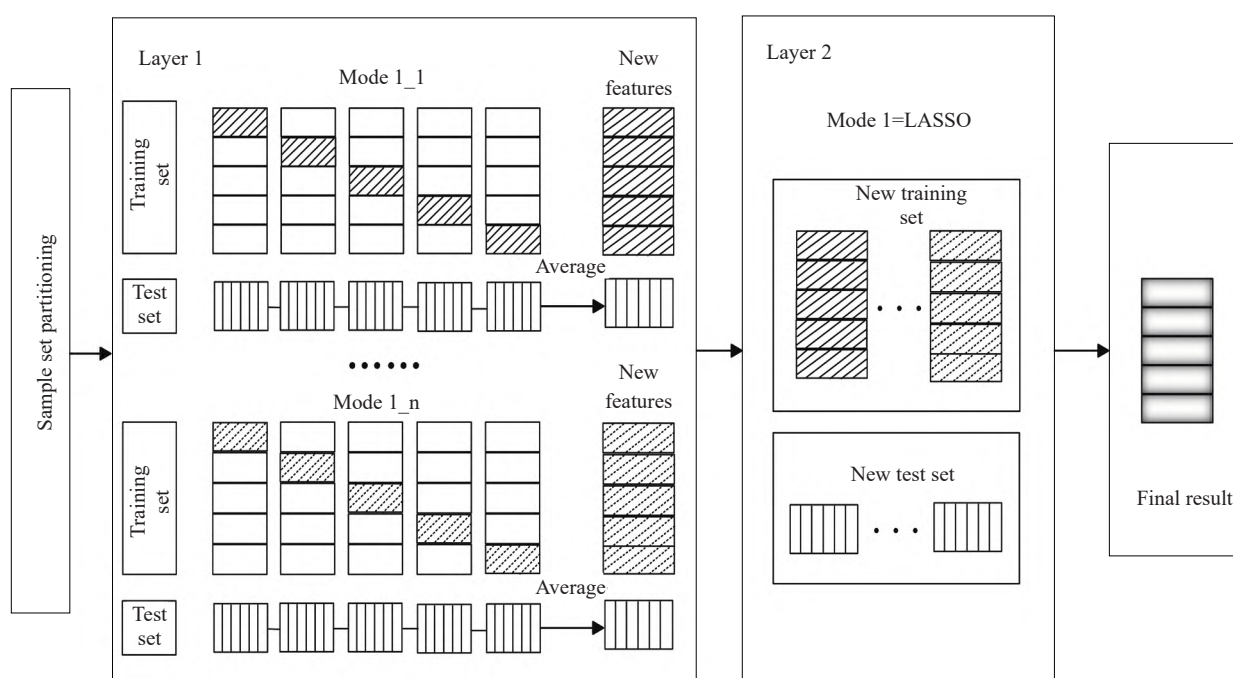 Sample set partitioning
Layer 1
Mode 1_1
New
features
Training
set
Average
Test
set
......
Mode 1_n
New
features
Training
set
Average
Test
set
Layer 2
Mode 1=LASSO
New training
set
...
New test set
...
Final result